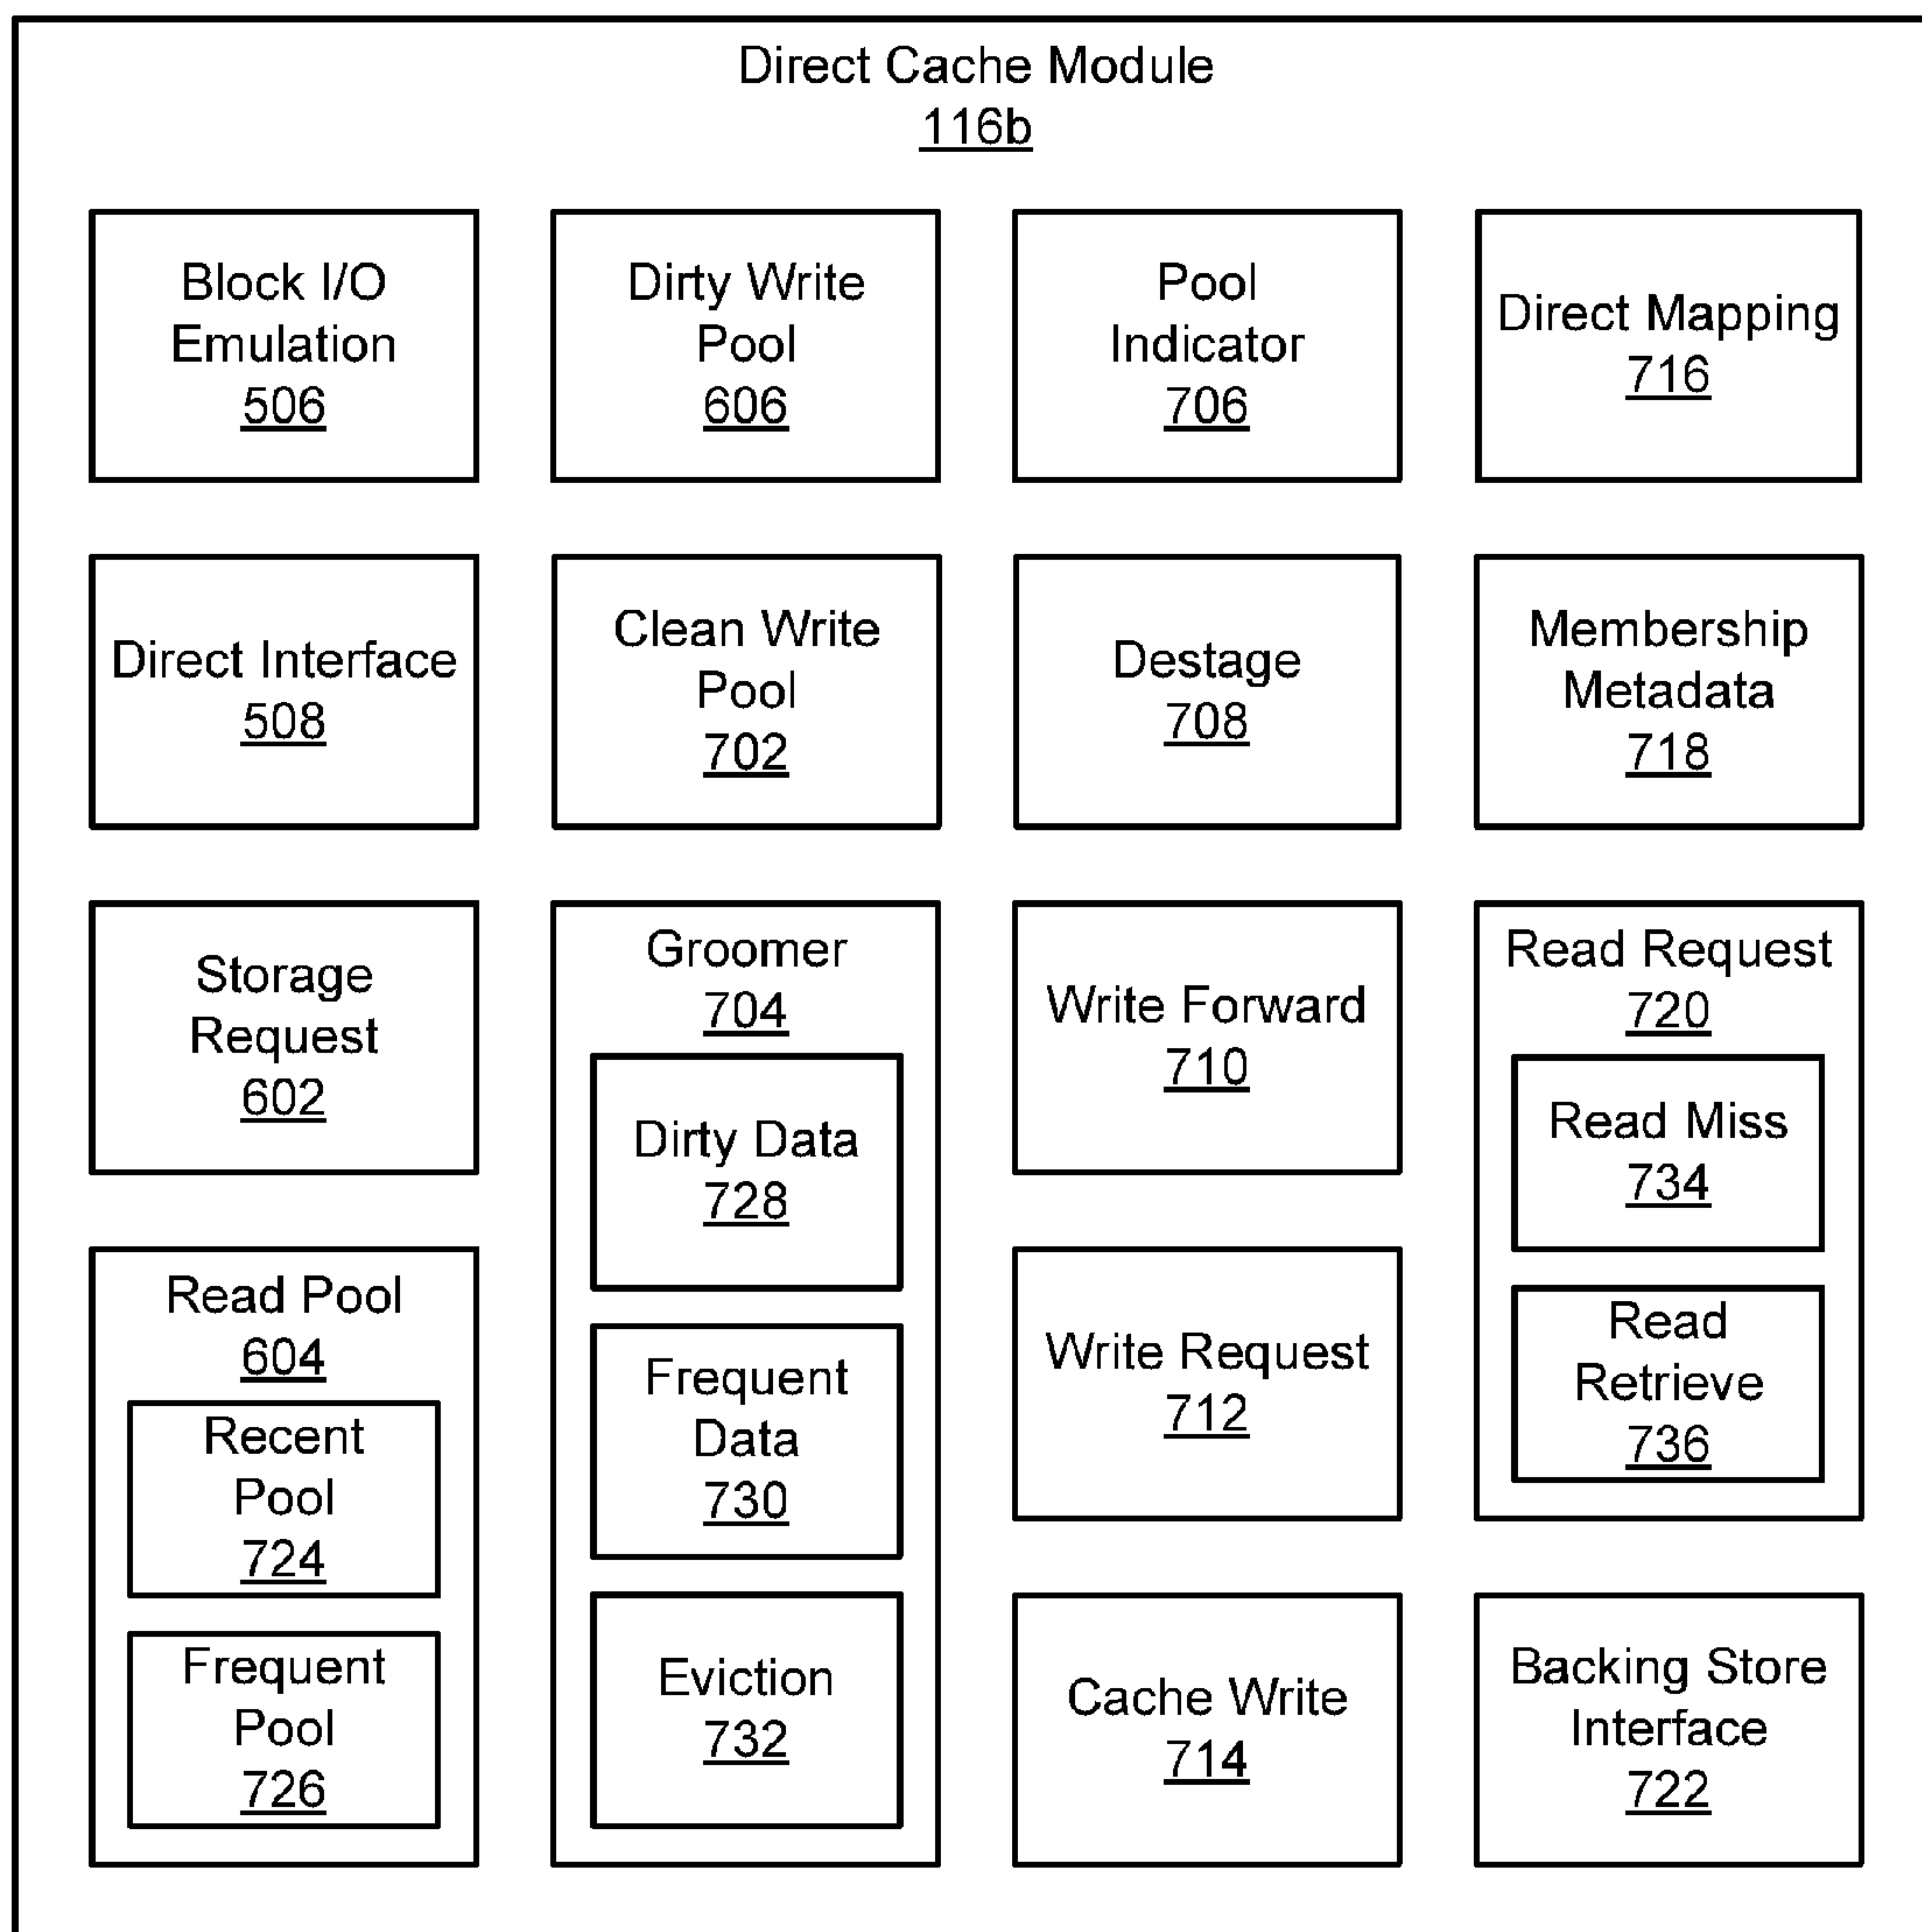 Direct Cache Module
116b
Block I/O
Emulation
506
Dirty Write
Pool
606
Pool
Indicator
706
Direct Mapping
716
Direct Interface
508
Clean Write
Pool
702
Destage
708
Membership
Metadata
718
Storage
Request
602
Groomer
704
Dirty Data
728
Frequent
Data
730
Eviction
732
Write Forward
710
Read Request
720
Read Miss
734
Read
Retrieve
736
Read Pool
604
Recent
Pool
724
Frequent
Pool
726
Write Request
712
Cache Write
714
Backing Store
Interface
722